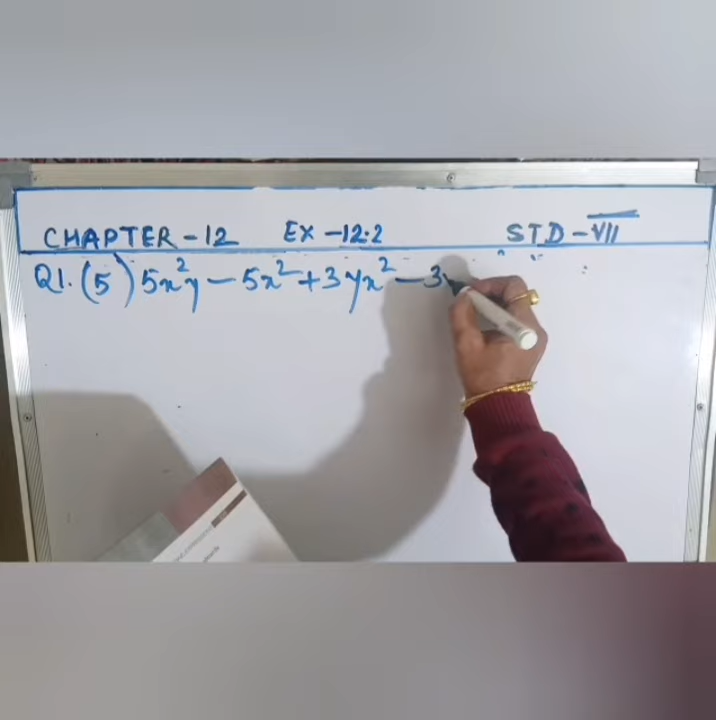 CHAPTER-12 EX-12.2 STD-VII
Q1. (5) 5x²y - 5x² + 3yx² - 3